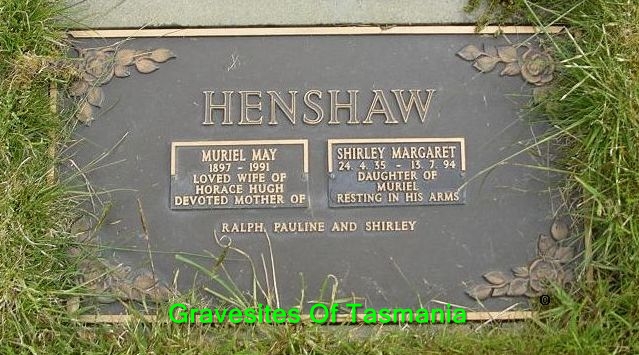 HENSHAW
MURIEL MAY
1897 - 1991
LOVED WIFE OF
HORACE HUGH
DEVOTED MOTHER OF
SHIRLEY MARGARET
24. 4. 35 - 13. 7. 94
DAUGHTER OF
MURIEL
RESTING IN HIS ARMS
RALPH, PAULINE AND SHIRLEY
Gravesites Of Tasmania
©